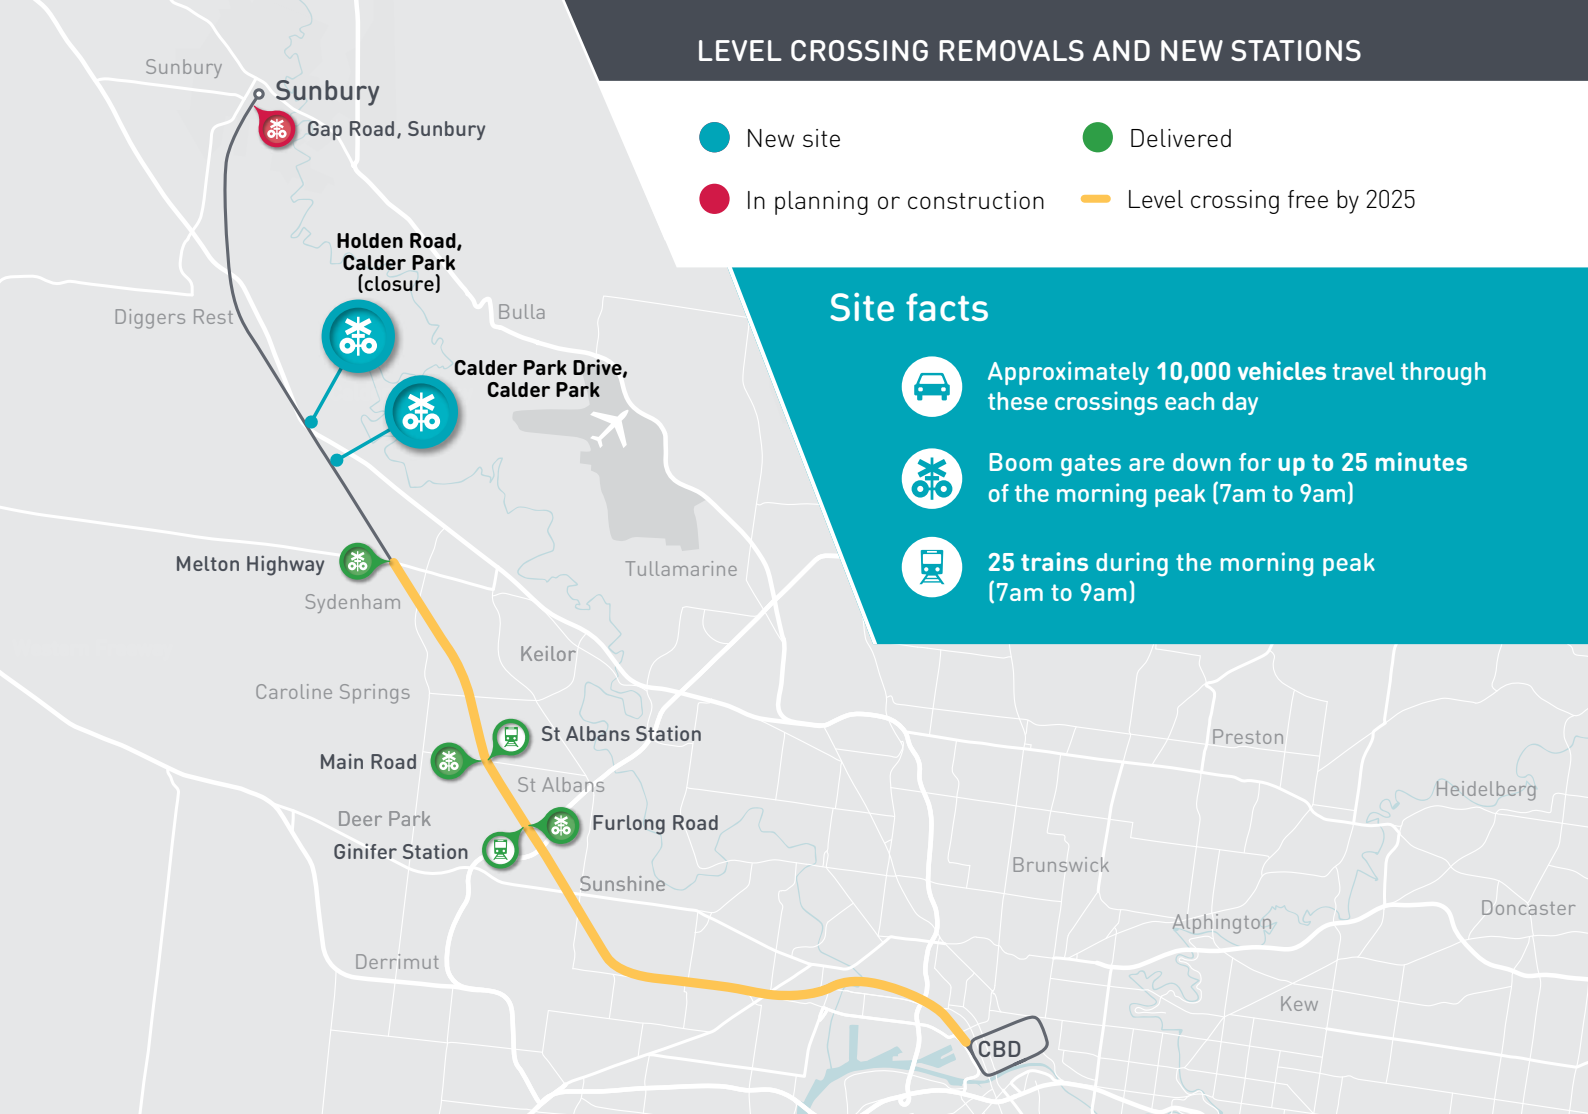 LEVEL CROSSING REMOVALS AND NEW STATIONS
New site
Delivered
In planning or construction
Level crossing free by 2025
Site facts
Approximately 10,000 vehicles travel through
these crossings each day
Boom gates are down for up to 25 minutes
of the morning peak (7am to 9am)
25 trains during the morning peak
(7am to 9am)
Sunbury
Sunbury
Gap Road, Sunbury
Holden Road,
Calder Park
(closure)
Diggers Rest
Bulla
Calder Park Drive,
Calder Park
Melton Highway
Tullamarine
Sydenham
Keilor
Caroline Springs
St Albans Station
Main Road
Preston
St Albans
Heidelberg
Deer Park
Furlong Road
Ginifer Station
Brunswick
Sunshine
Doncaster
Alphington
Derrimut
Kew
CBD